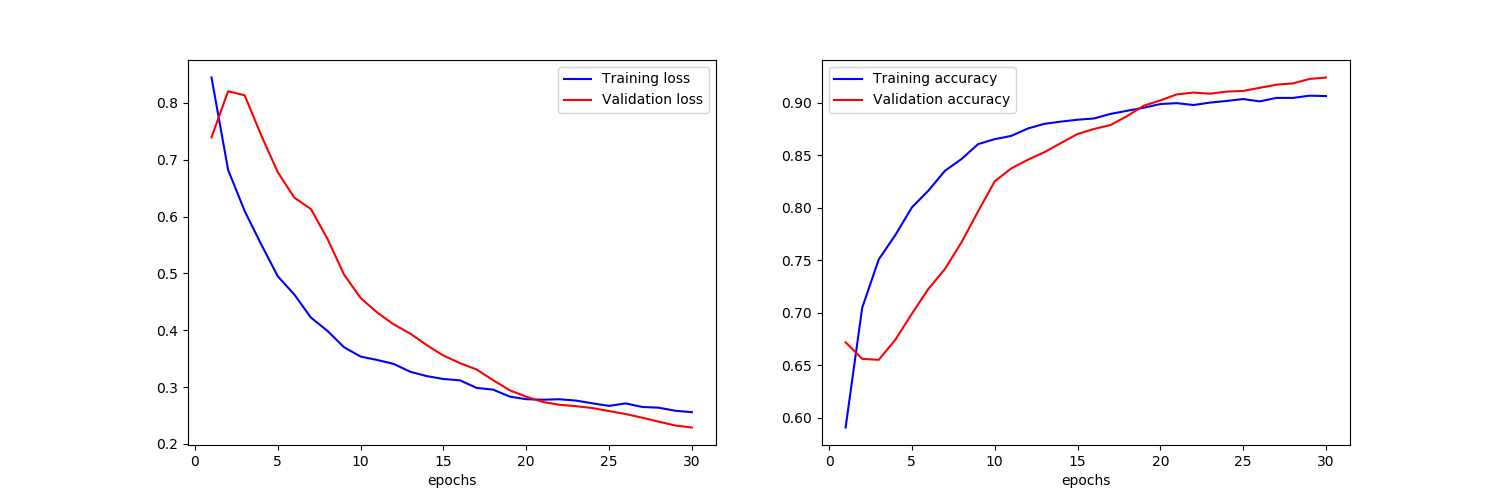 Training loss
Validation loss
0.8
0.7
0.6
0.5
0.4
0.3
0.2
0 5 10 15 20 25 30
epochs
Training accuracy
Validation accuracy
0.90
0.85
0.80
0.75
0.70
0.65
0.60
0 5 10 15 20 25 30
epochs